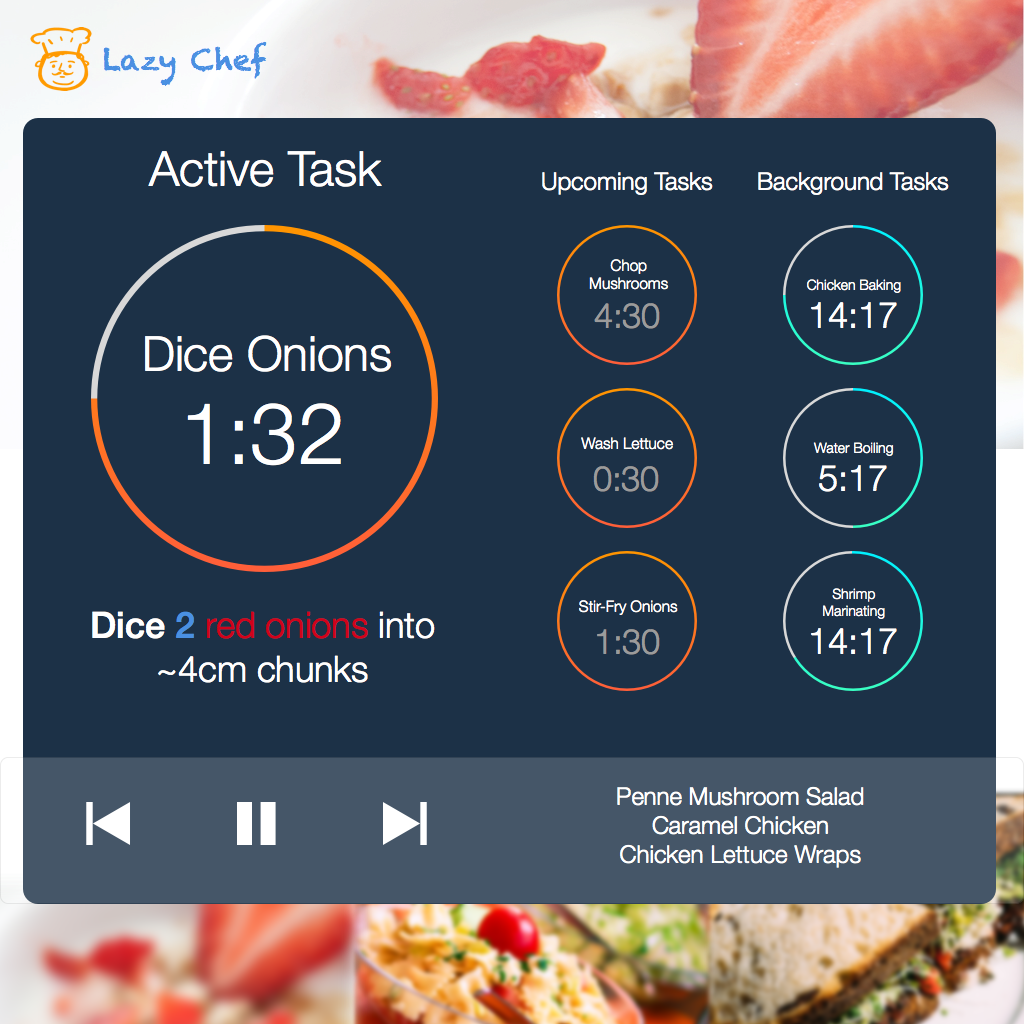 Lazy Chef
Active Task
Dice Onions
1:32
Dice 2 red onions into
~4cm chunks
Upcoming Tasks
Chop
Mushrooms
4:30
Wash Lettuce
0:30
Stir-Fry Onions
1:30
Background Tasks
Chicken Baking
14:17
Water Boiling
5:17
Shrimp
Marinating
14:17
Penne Mushroom Salad
Caramel Chicken
Chicken Lettuce Wraps